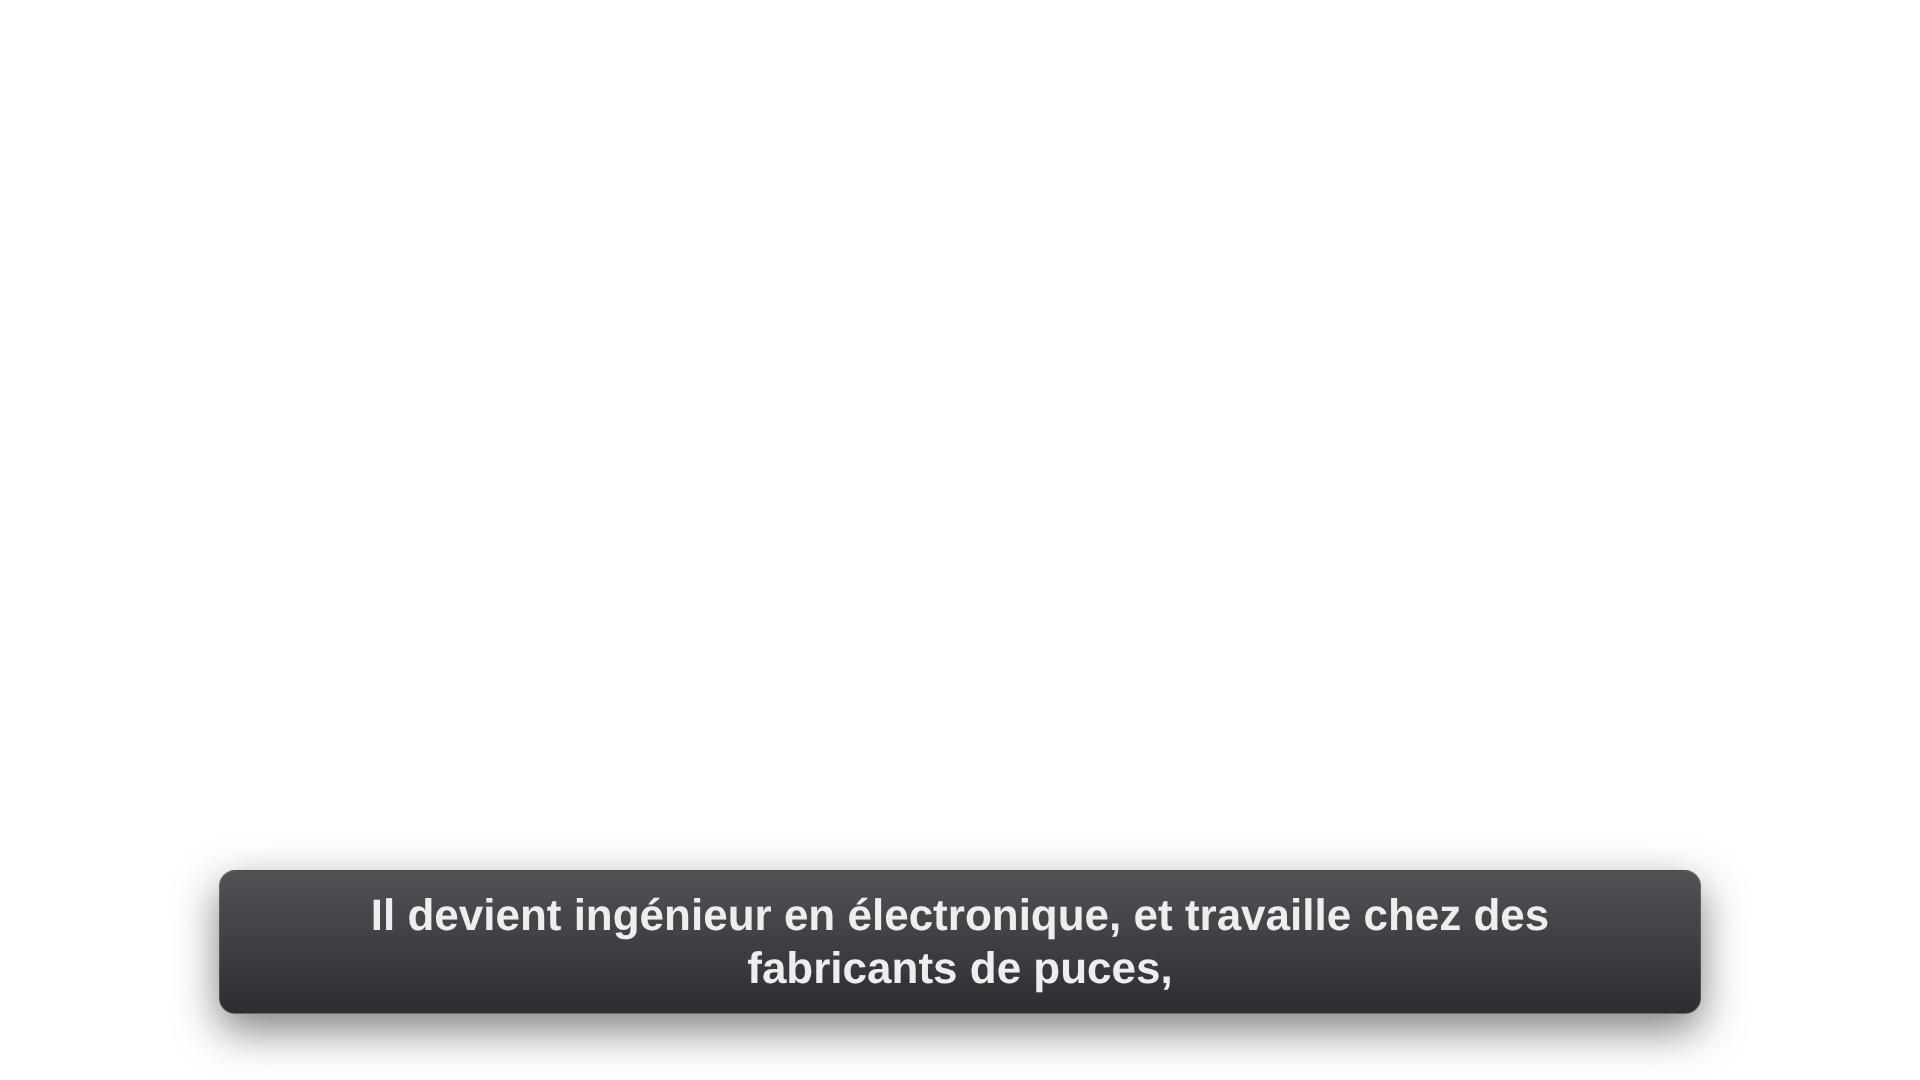 Il devient ingénieur en électronique, et travaille chez des
fabricants de puces,